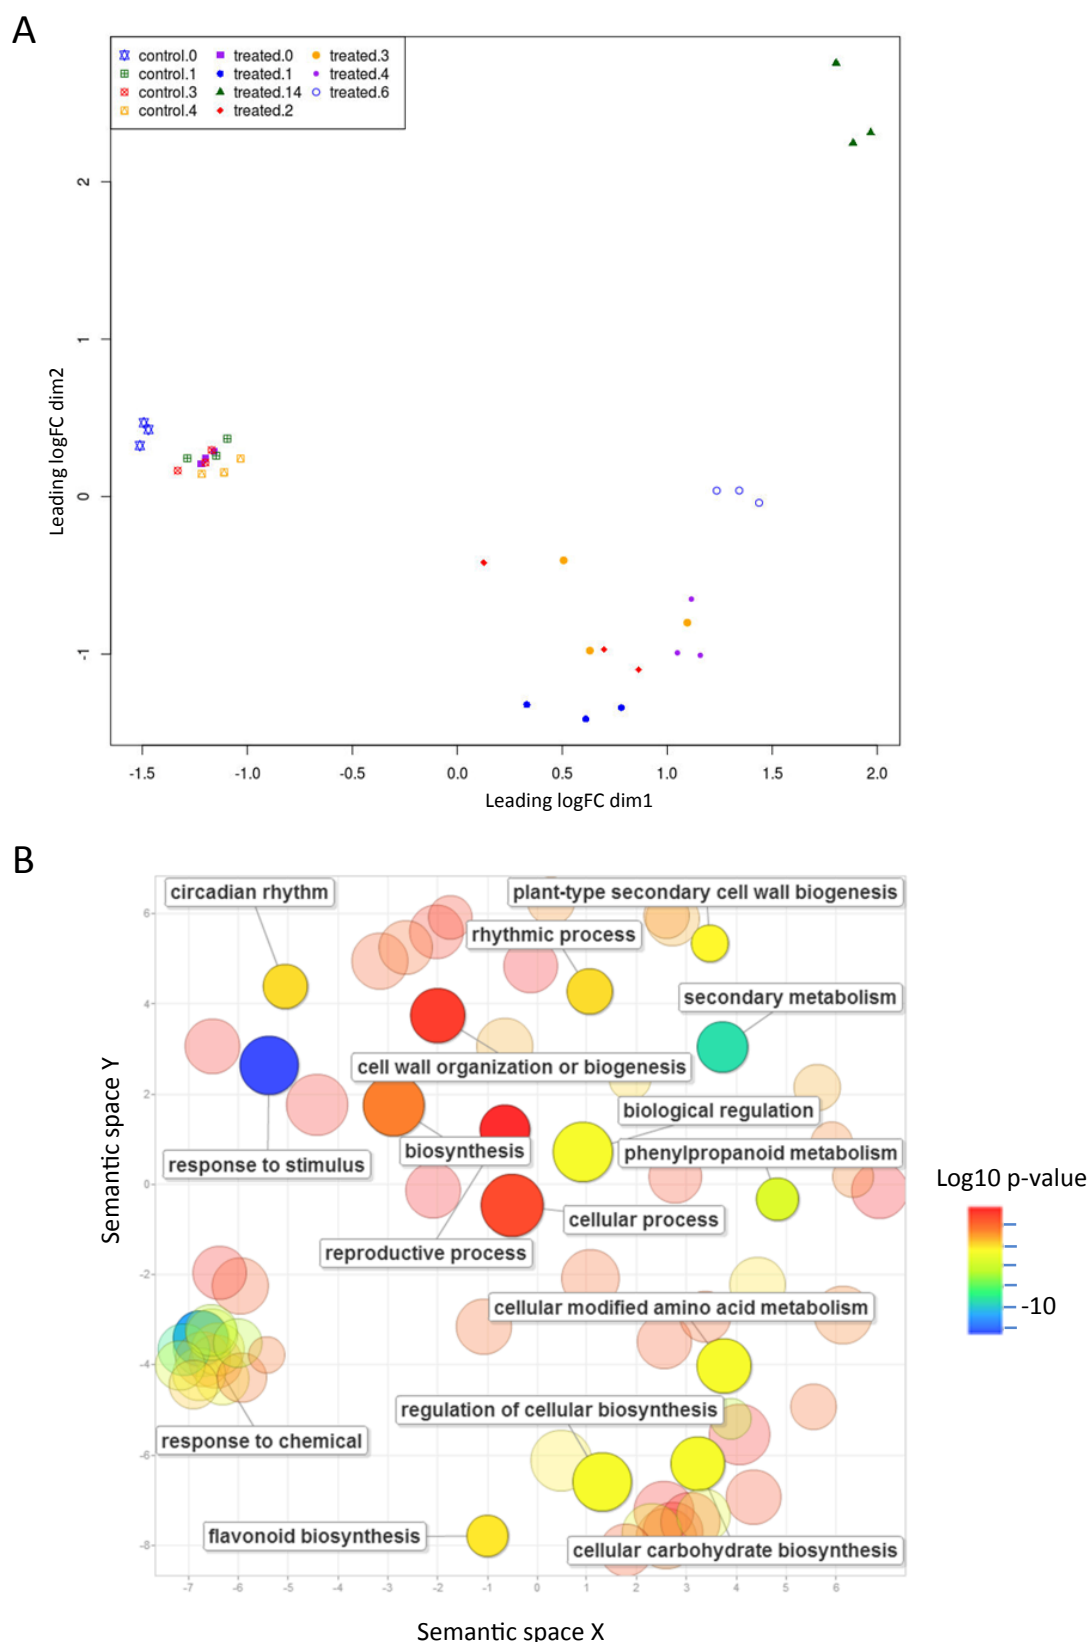 A
control.0 treated.0 treated.3
control.1 treated.1 treated.4
control.3 treated.14 treated.6
control.4 treated.2
2
1
0
-1
Leading logFC dim2
-1.5 -1.0 -0.5 0.0 0.5 1.0 1.5 2.0
Leading logFC dim1
B
circadian rhythm
plant-type secondary cell wall biogenesis
rhythmic process
secondary metabolism
cell wall organization or biogenesis
biological regulation
biosynthesis
phenylpropanoid metabolism
response to stimulus
cellular process
reproductive process
cellular modified amino acid metabolism
regulation of cellular biosynthesis
response to chemical
flavonoid biosynthesis
cellular carbohydrate biosynthesis
6
4
2
0
-2
-4
-6
-8
Semantic space Y
-7 -6 -5 -4 -3 -2 -1 0 1 2 3 4 5 6
Semantic space X
Log10 p-value
-10